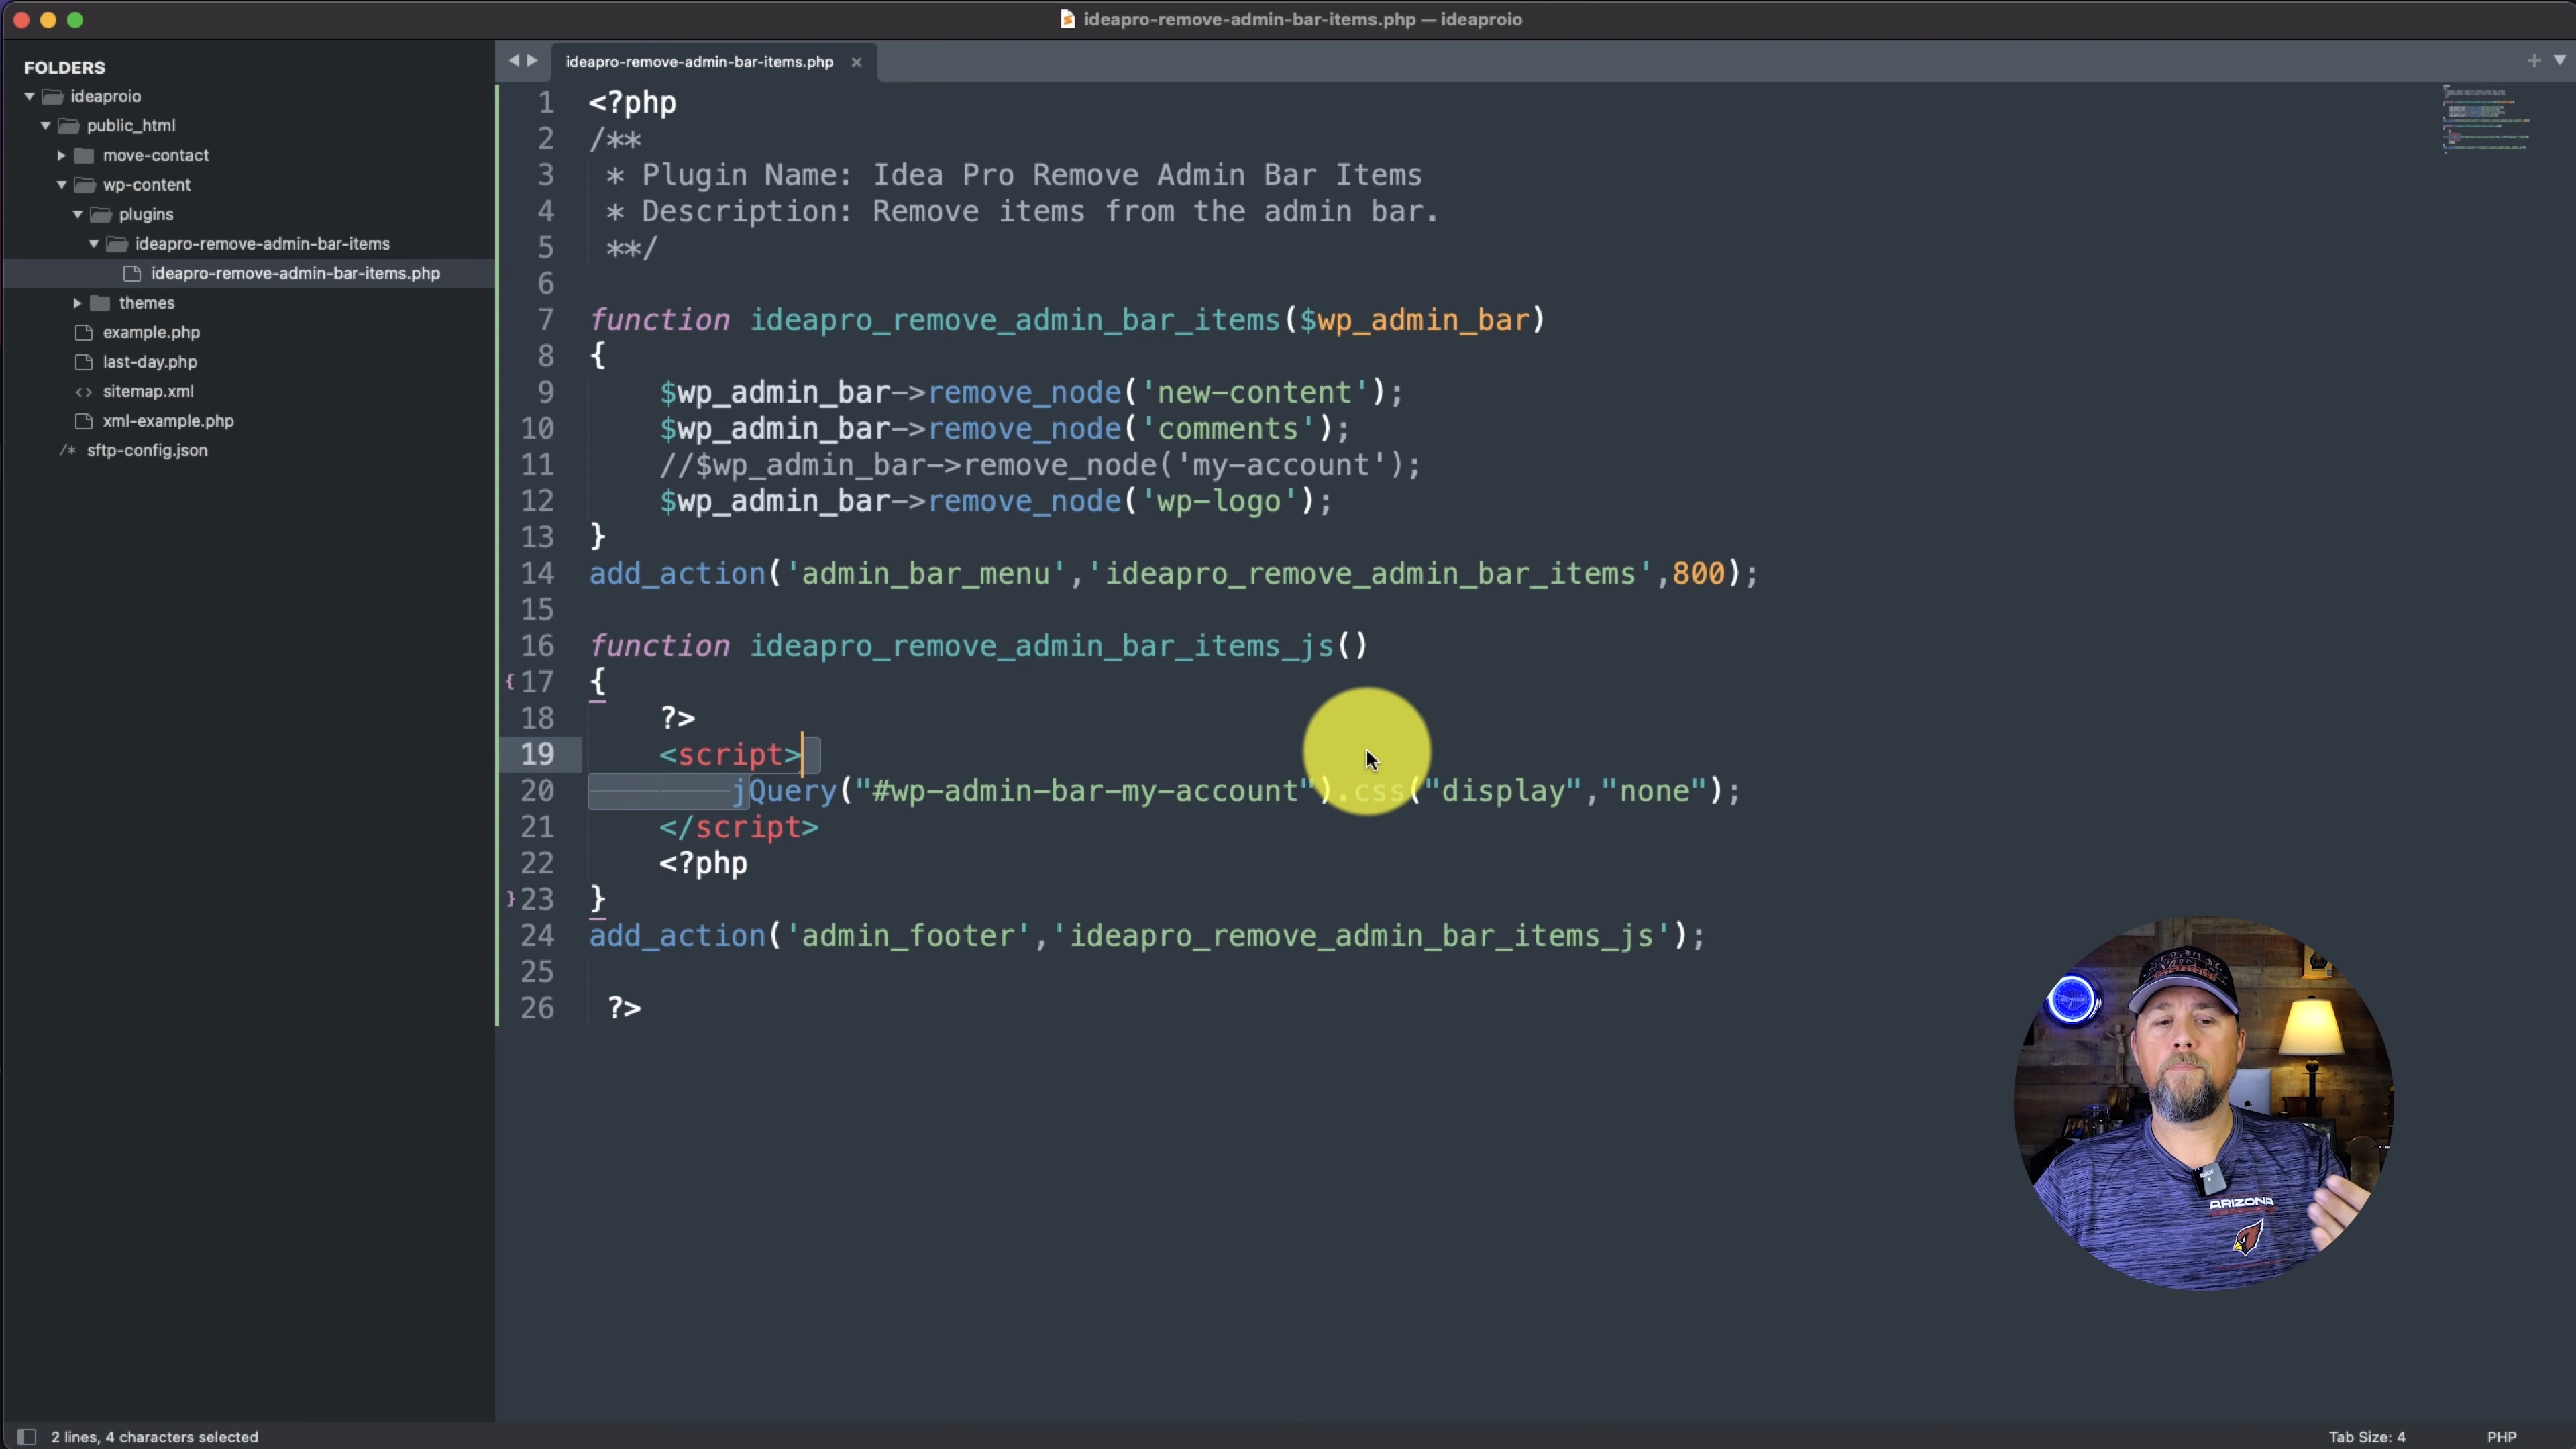 ideapro-remove-admin-bar-items.php — ideaproio
FOLDERS
ideaproio
public_html
move-contact
wp-content
plugins
ideapro-remove-admin-bar-items
ideapro-remove-admin-bar-items.php
themes
example.php
last-day.php
<> sitemap.xml
xml-example.php
/* sftp-config.json
ideapro-remove-admin-bar-items.php ×
1 <?php
2 /**
3 * Plugin Name: Idea Pro Remove Admin Bar Items
4 * Description: Remove items from the admin bar.
5 **/
6
7 function ideapro_remove_admin_bar_items($wp_admin_bar)
8 {
9 $wp_admin_bar->remove_node('new-content');
10 $wp_admin_bar->remove_node('comments');
11 //$wp_admin_bar->remove_node('my-account');
12 $wp_admin_bar->remove_node('wp-logo');
13 }
14 add_action('admin_bar_menu','ideapro_remove_admin_bar_items',800);
15
16 function ideapro_remove_admin_bar_items_js()
{ 17 {
18 ?>
19 <script>
20 jQuery("#wp-admin-bar-my-account").css("display","none");
21 </script>
22 <?php
} 23 }
24 add_action('admin_footer','ideapro_remove_admin_bar_items_js');
25
26 ?>
ARIZONA
2 lines, 4 characters selected
Tab Size: 4
PHP